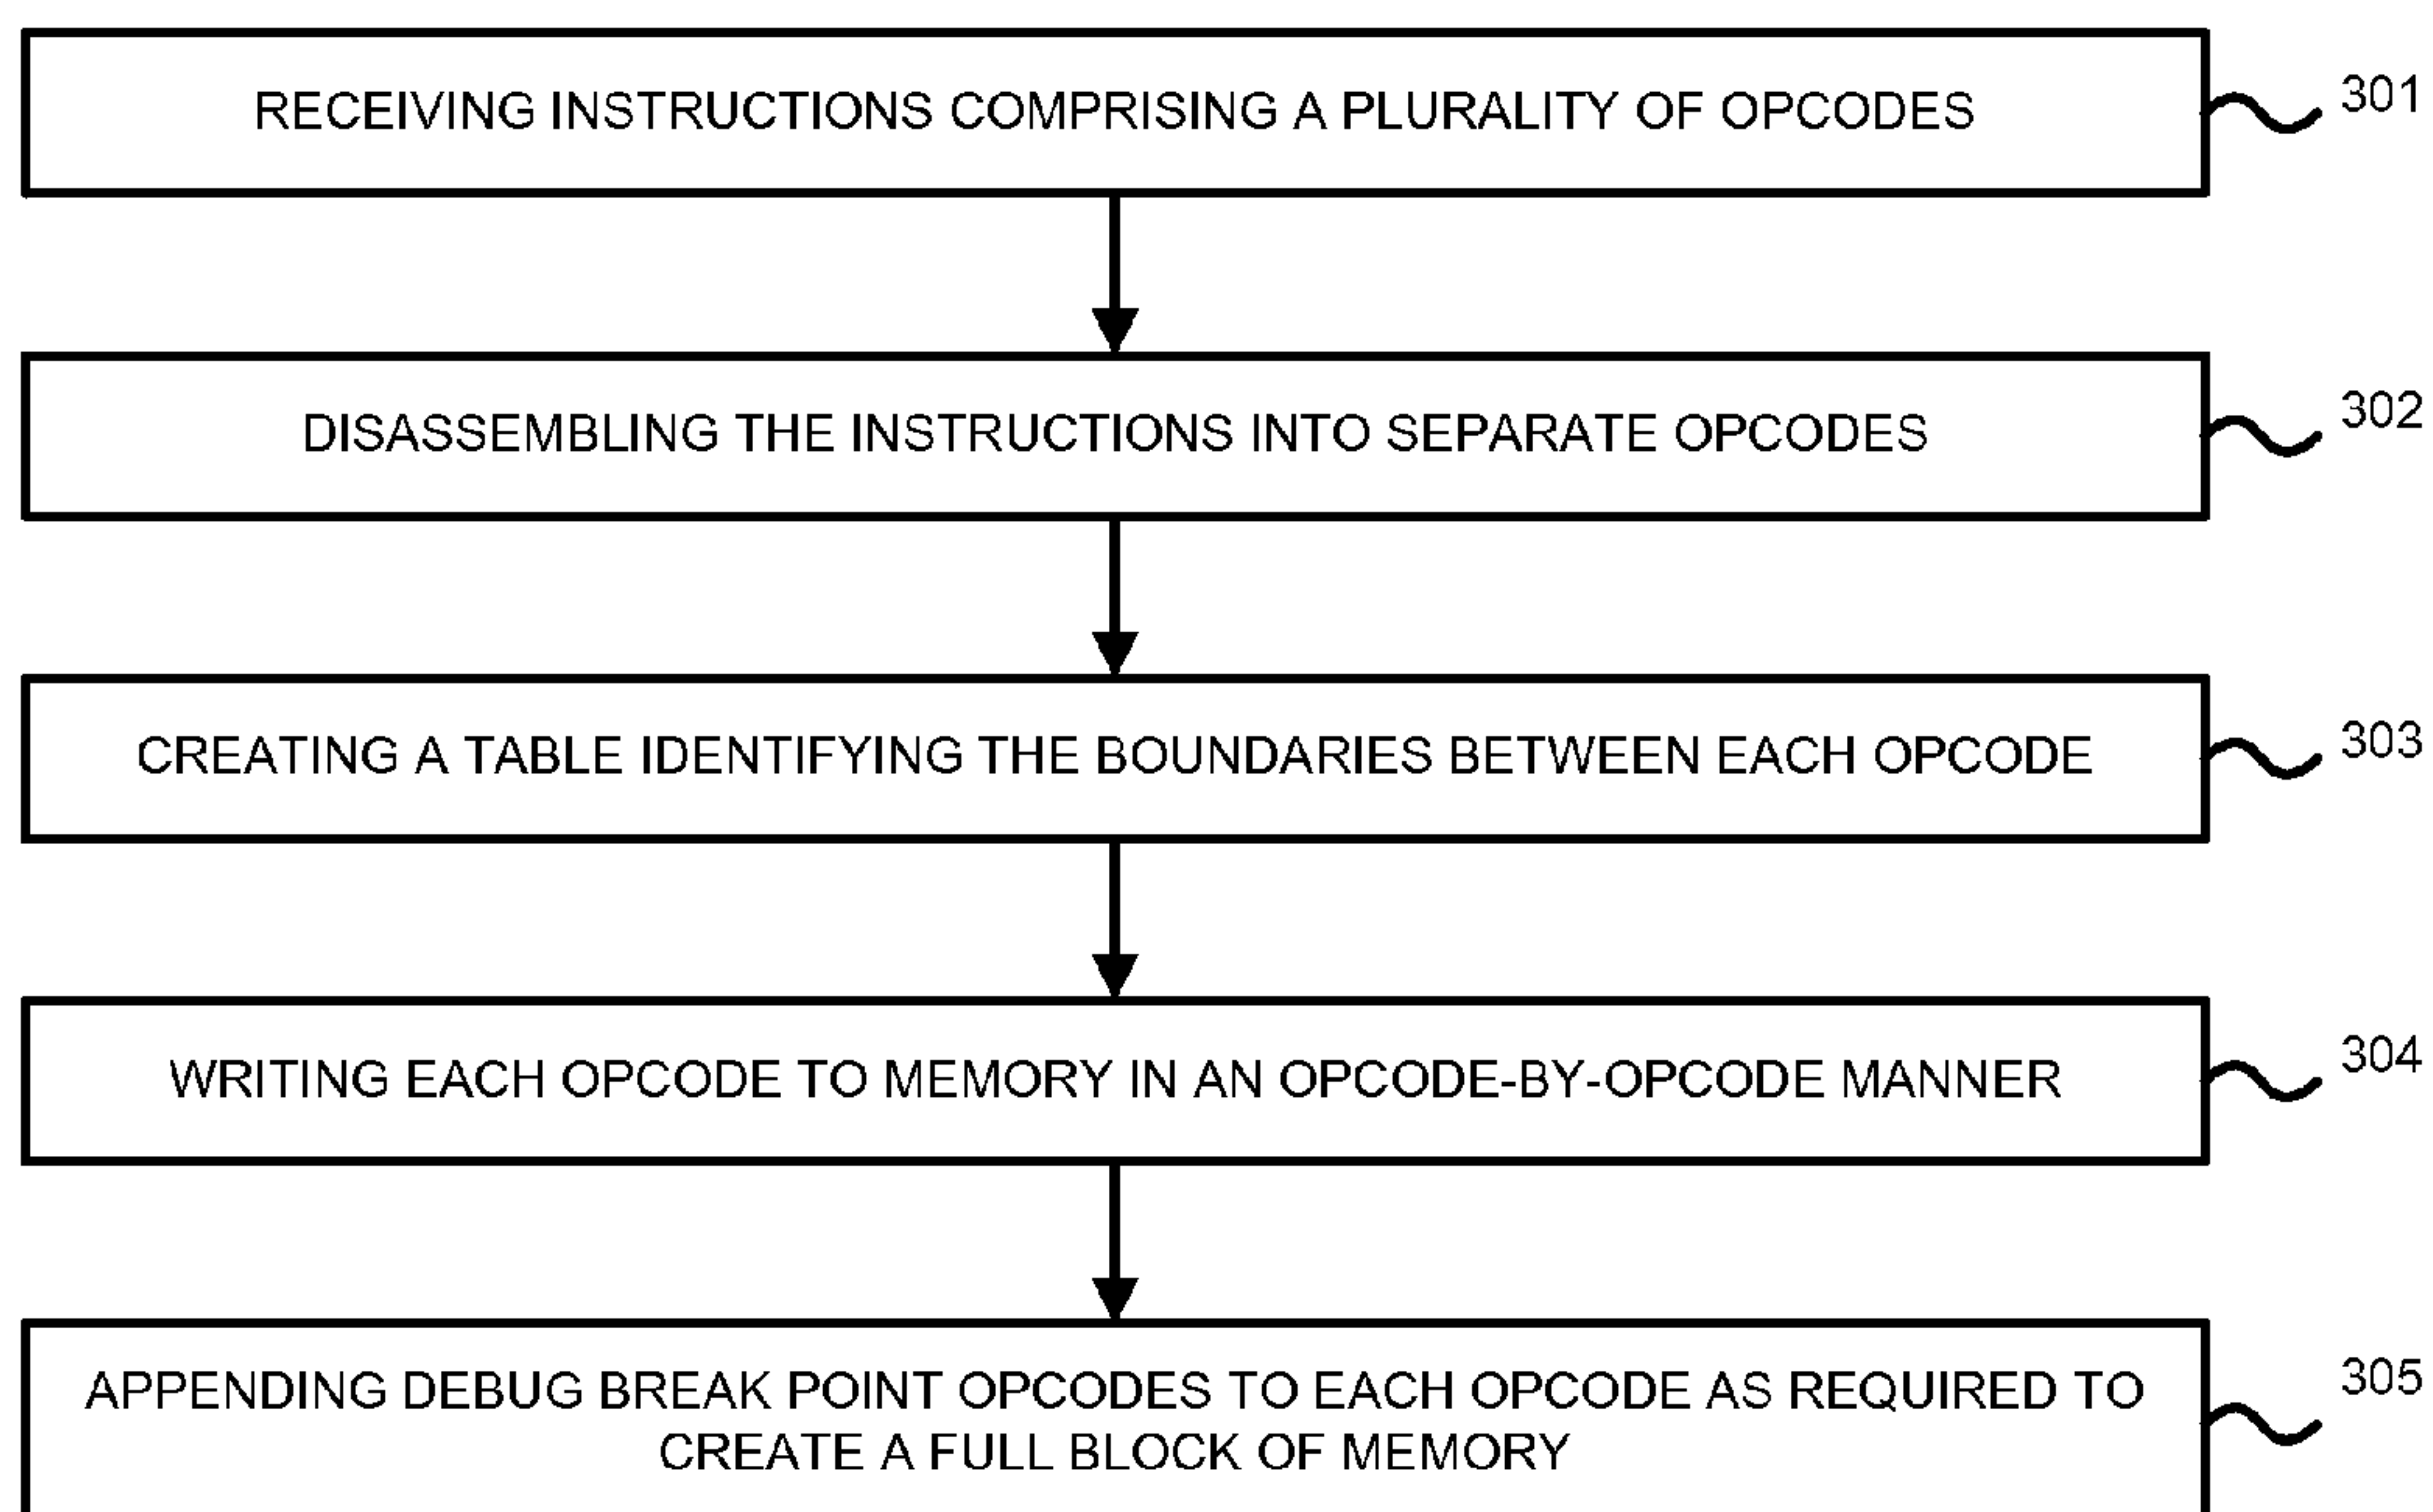 RECEIVING INSTRUCTIONS COMPRISING A PLURALITY OF OPCODES
301
DISASSEMBLING THE INSTRUCTIONS INTO SEPARATE OPCODES
302
CREATING A TABLE IDENTIFYING THE BOUNDARIES BETWEEN EACH OPCODE
303
WRITING EACH OPCODE TO MEMORY IN AN OPCODE-BY-OPCODE MANNER
304
APPENDING DEBUG BREAK POINT OPCODES TO EACH OPCODE AS REQUIRED TO
CREATE A FULL BLOCK OF MEMORY
305